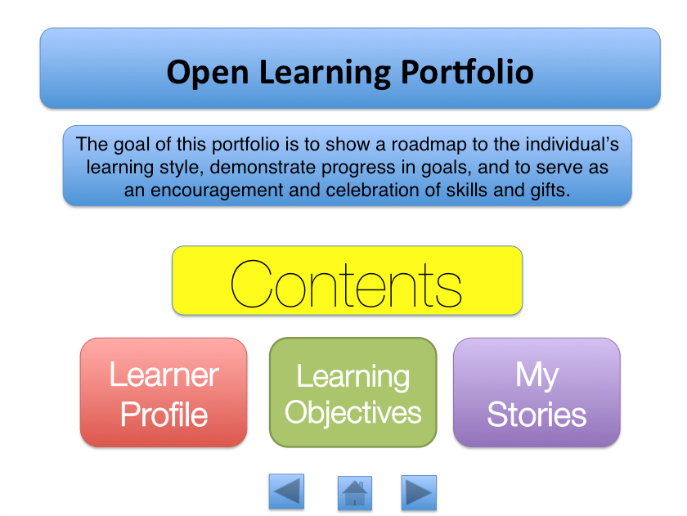 Open Learning Portfolio
The goal of this portfolio is to show a roadmap to the individual’s
learning style, demonstrate progress in goals, and to serve as
an encouragement and celebration of skills and gifts.
Contents
Learner
Profile
Learning
Objectives
My
Stories